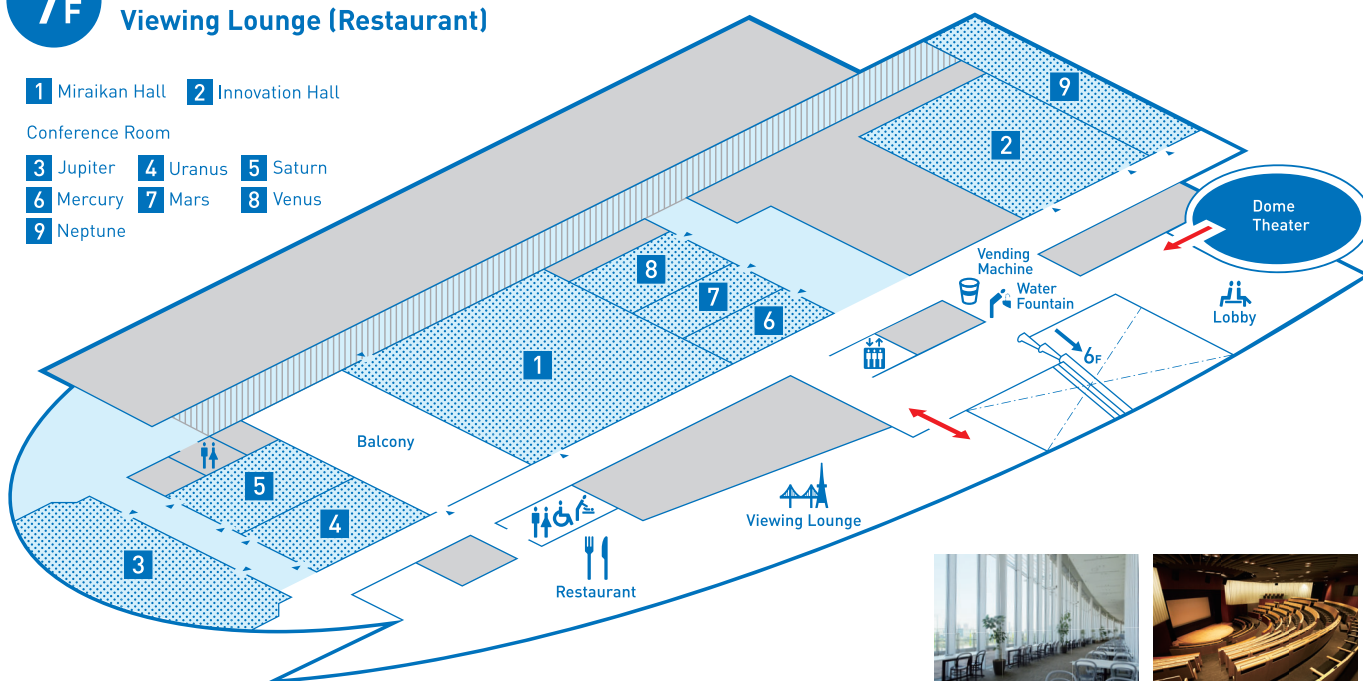 7F
Viewing Lounge (Restaurant)
1 Miraikan Hall 2 Innovation Hall
Conference Room
3 Jupiter 4 Uranus 5 Saturn
6 Mercury 7 Mars 8 Venus
9 Neptune
9
2
Dome
Theater
Vending
Machine
Water
Fountain
Lobby
8
7
6
6F
1
Balcony
5
4
3
Viewing Lounge
Restaurant